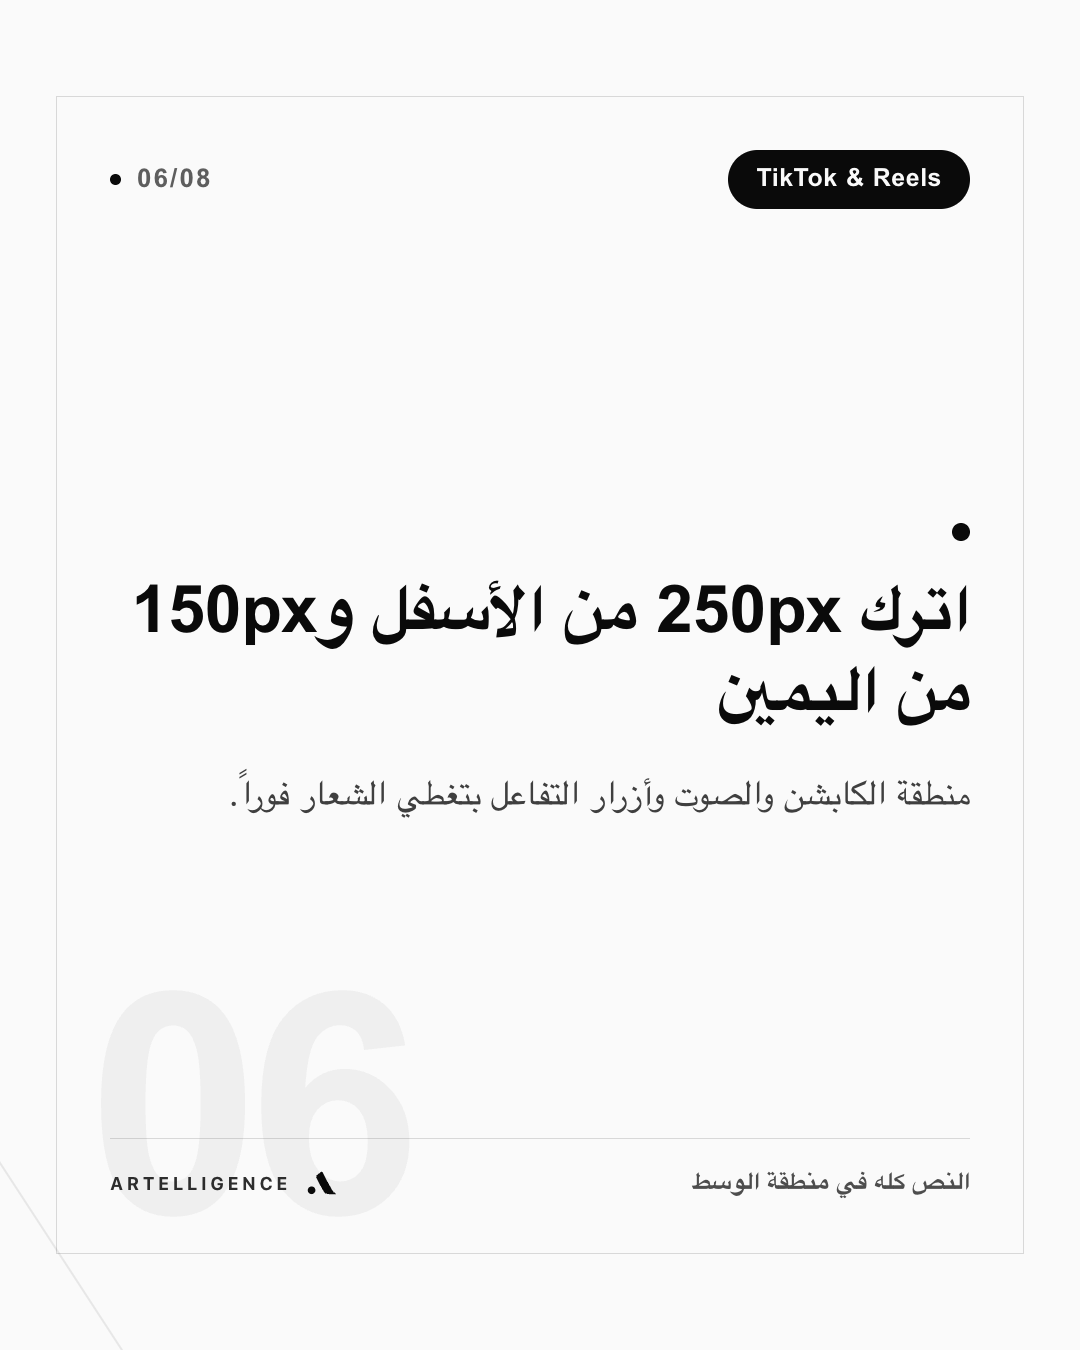 06/08
TikTok & Reels
اترك 250px من الأسفل و150px
من اليمين
منطقة الكابشن والصوت وأزرار التفاعل بتغطي الشعار فوراً.
06
النص كله في منطقة الوسط
ARTELLIGENCE